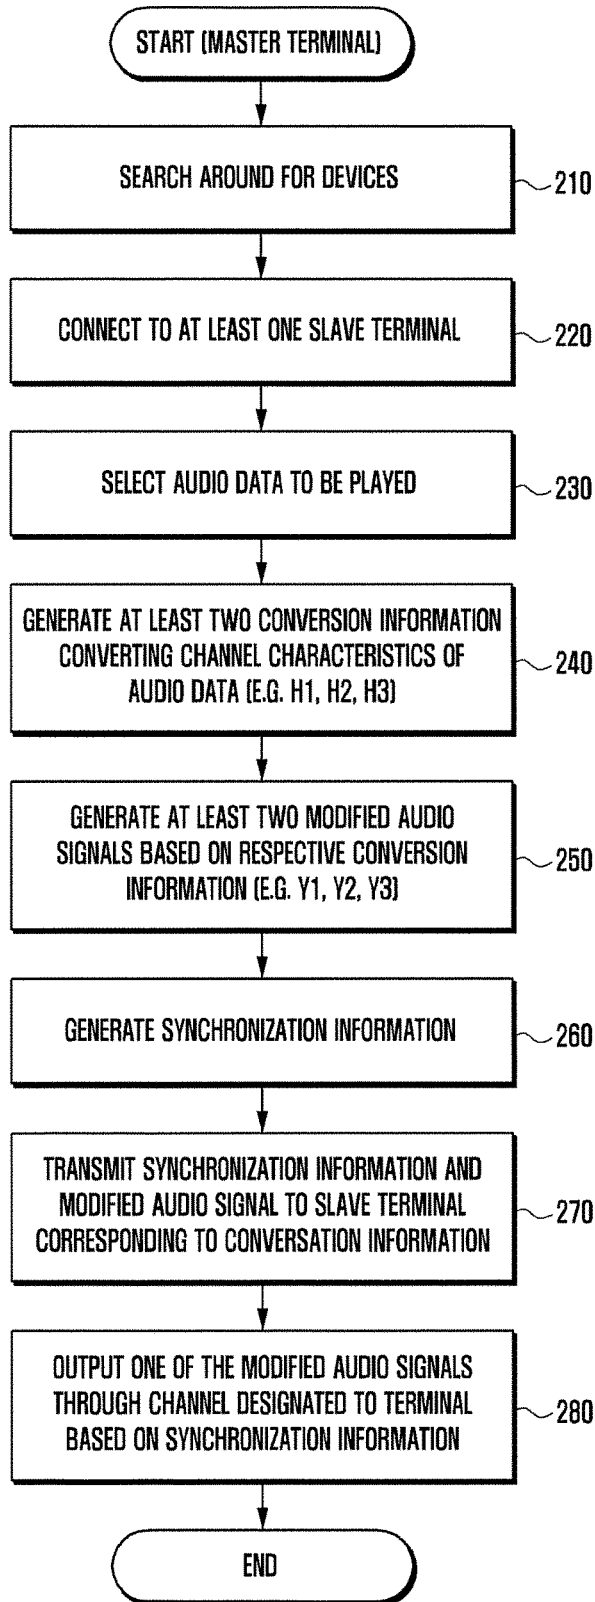 START (MASTER TERMINAL)
SEARCH AROUND FOR DEVICES
210
CONNECT TO AT LEAST ONE SLAVE TERMINAL
220
SELECT AUDIO DATA TO BE PLAYED
230
GENERATE AT LEAST TWO CONVERSION INFORMATION
CONVERTING CHANNEL CHARACTERISTICS OF
AUDIO DATA (E.G. H1, H2, H3)
240
GENERATE AT LEAST TWO MODIFIED AUDIO
SIGNALS BASED ON RESPECTIVE CONVERSION
INFORMATION (E.G. Y1, Y2, Y3)
250
GENERATE SYNCHRONIZATION INFORMATION
260
TRANSMIT SYNCHRONIZATION INFORMATION AND
MODIFIED AUDIO SIGNAL TO SLAVE TERMINAL
CORRESPONDING TO CONVERSATION INFORMATION
270
OUTPUT ONE OF THE MODIFIED AUDIO SIGNALS
THROUGH CHANNEL DESIGNATED TO TERMINAL
BASED ON SYNCHRONIZATION INFORMATION
280
END